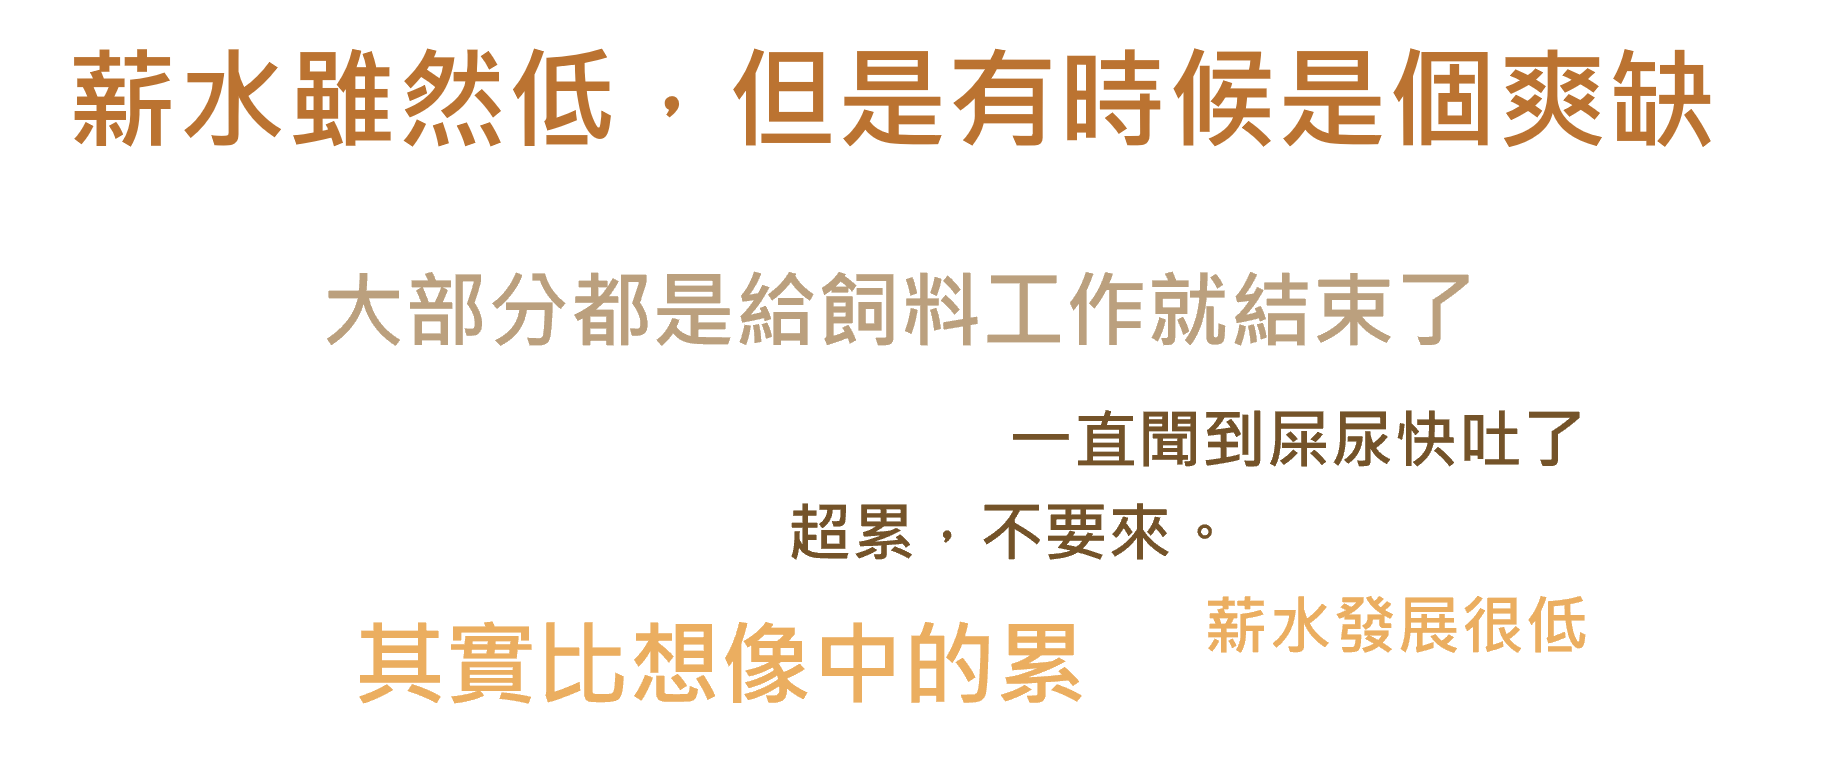 薪水雖然低，但是有時候是個爽缺
大部分都是給飼料工作就結束了
一直聞到屎尿快吐了
超累，不要來。
薪水發展很低
其實比想像中的累